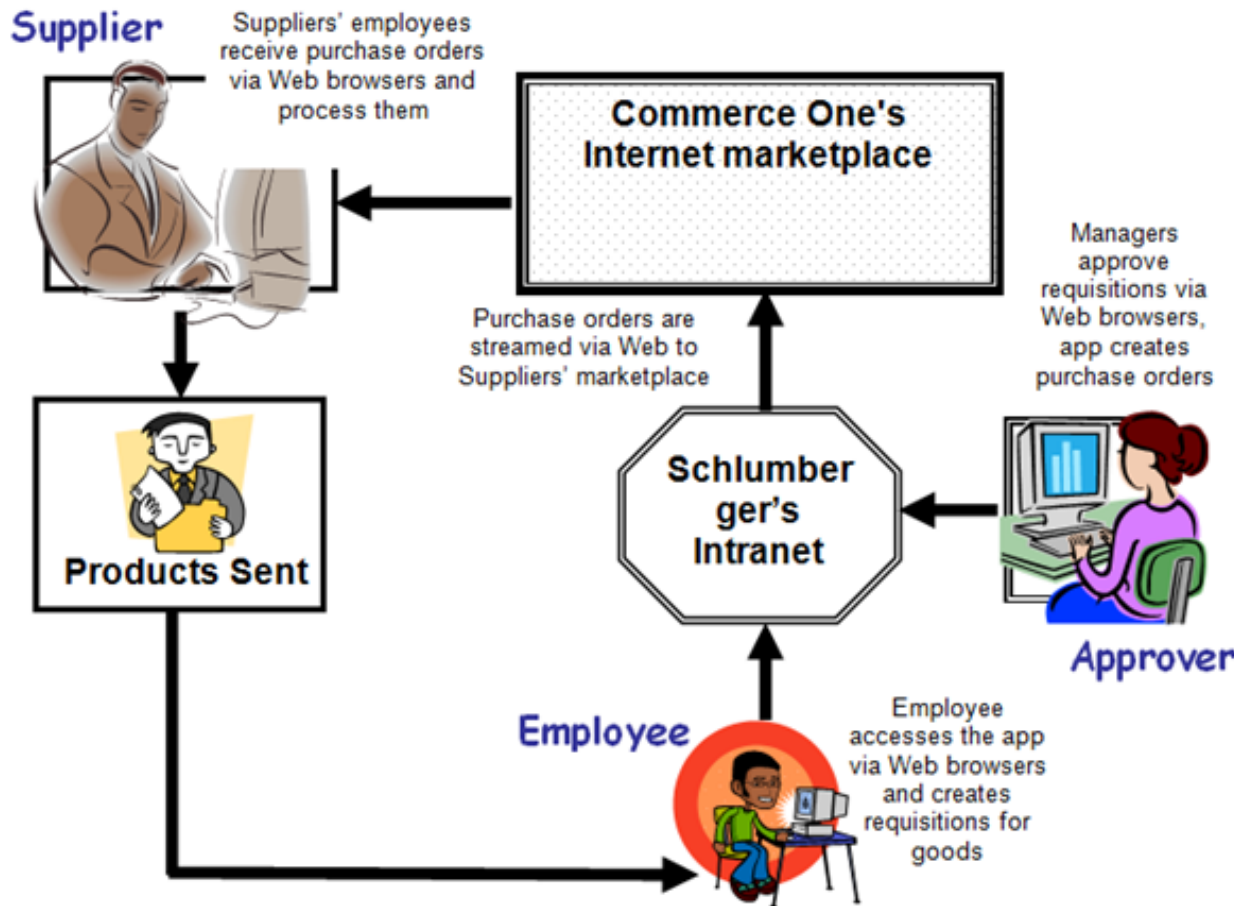 Supplier
Suppliers' employees
receive purchase orders
via Web browsers and
process them
Commerce One's
Internet marketplace
Managers
approve
requisitions via
Web browsers,
app creates
purchase orders
Purchase orders are
streamed via Web to
Suppliers' marketplace
Schlumber
ger's
Intranet
Products Sent
Approver
Employee
Employee
accesses the app
via Web browsers
and creates
requisitions for
goods